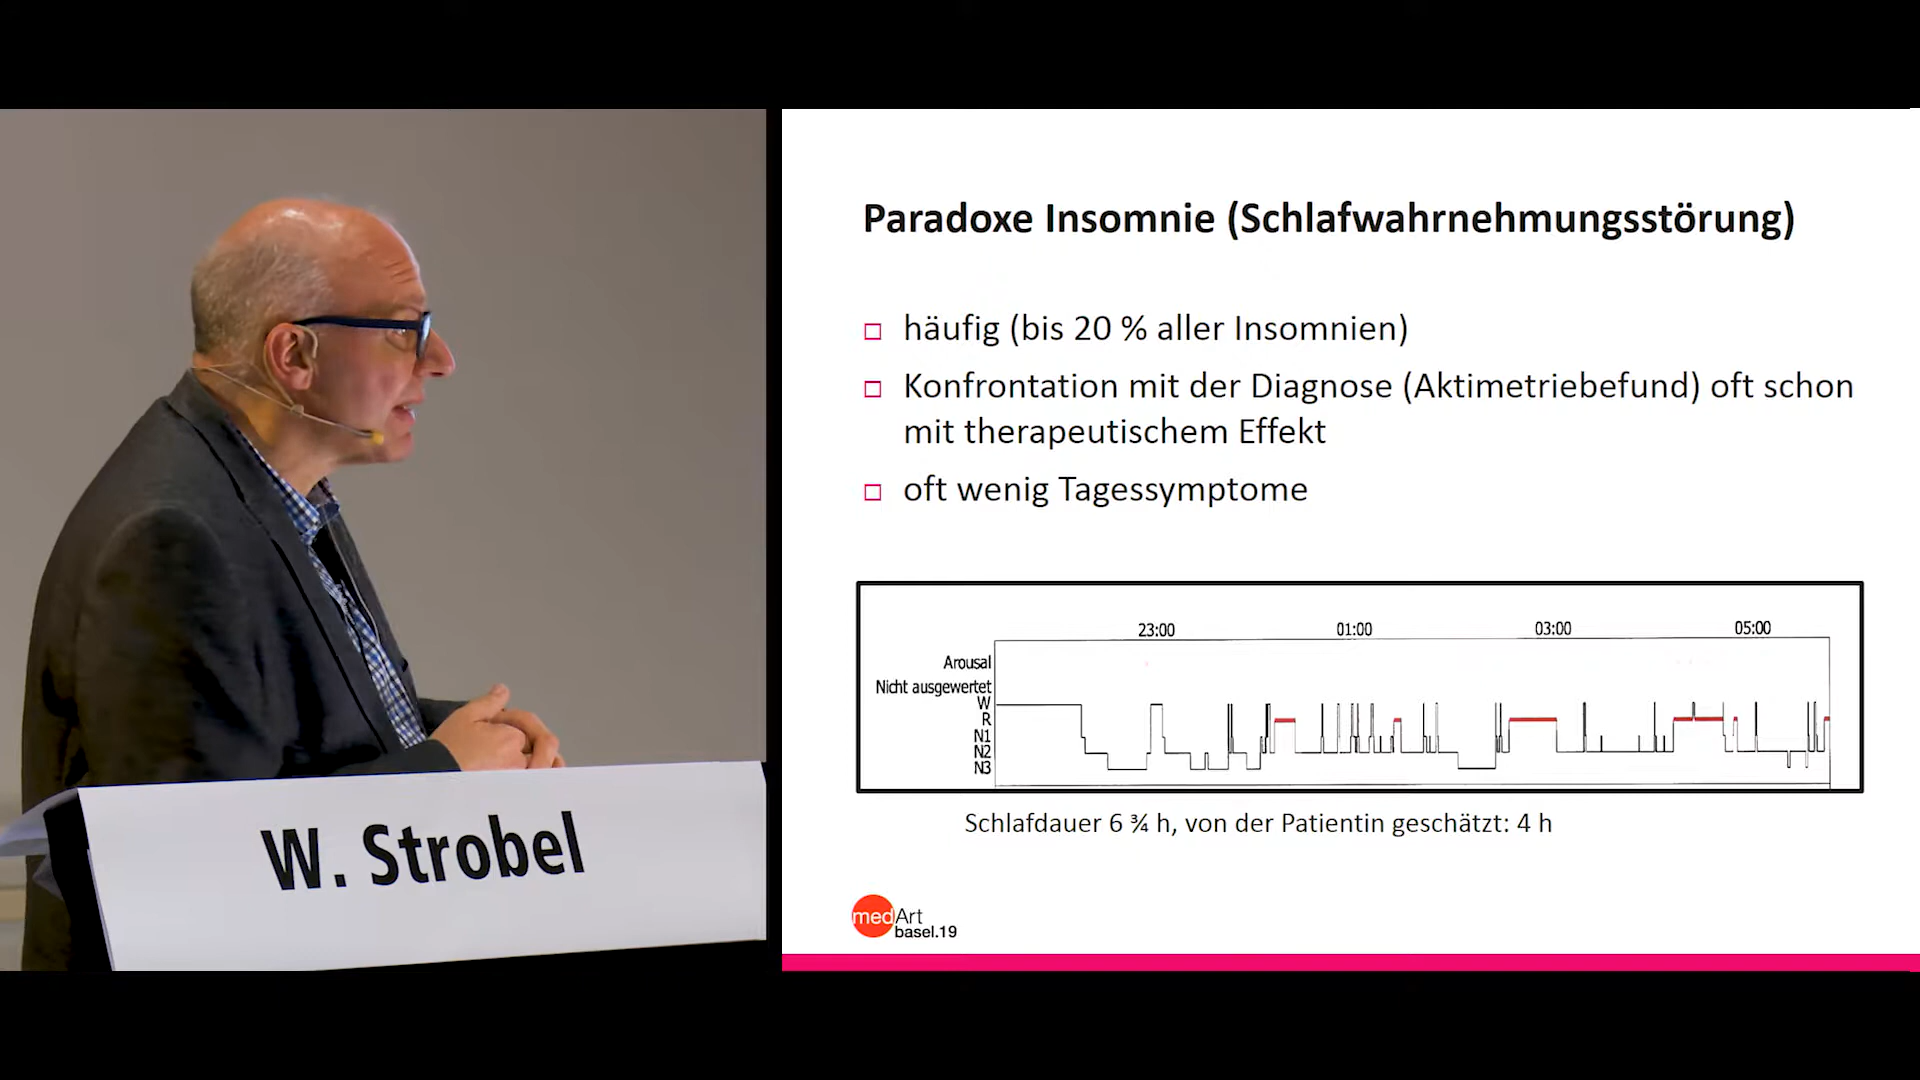 W. Strobel
Paradoxe Insomnie (Schlafwahrnehmungsstörung)
häufig (bis 20 % aller Insomnien)
Konfrontation mit der Diagnose (Aktimetriebefund) oft schon
mit therapeutischem Effekt
oft wenig Tagessymptome
23:00 01:00 03:00 05:00
Arousal
Nicht ausgewertet
W
R
N1
N2
N3
Schlafdauer 6 ¾ h, von der Patientin geschätzt: 4 h
medArt
basel.19